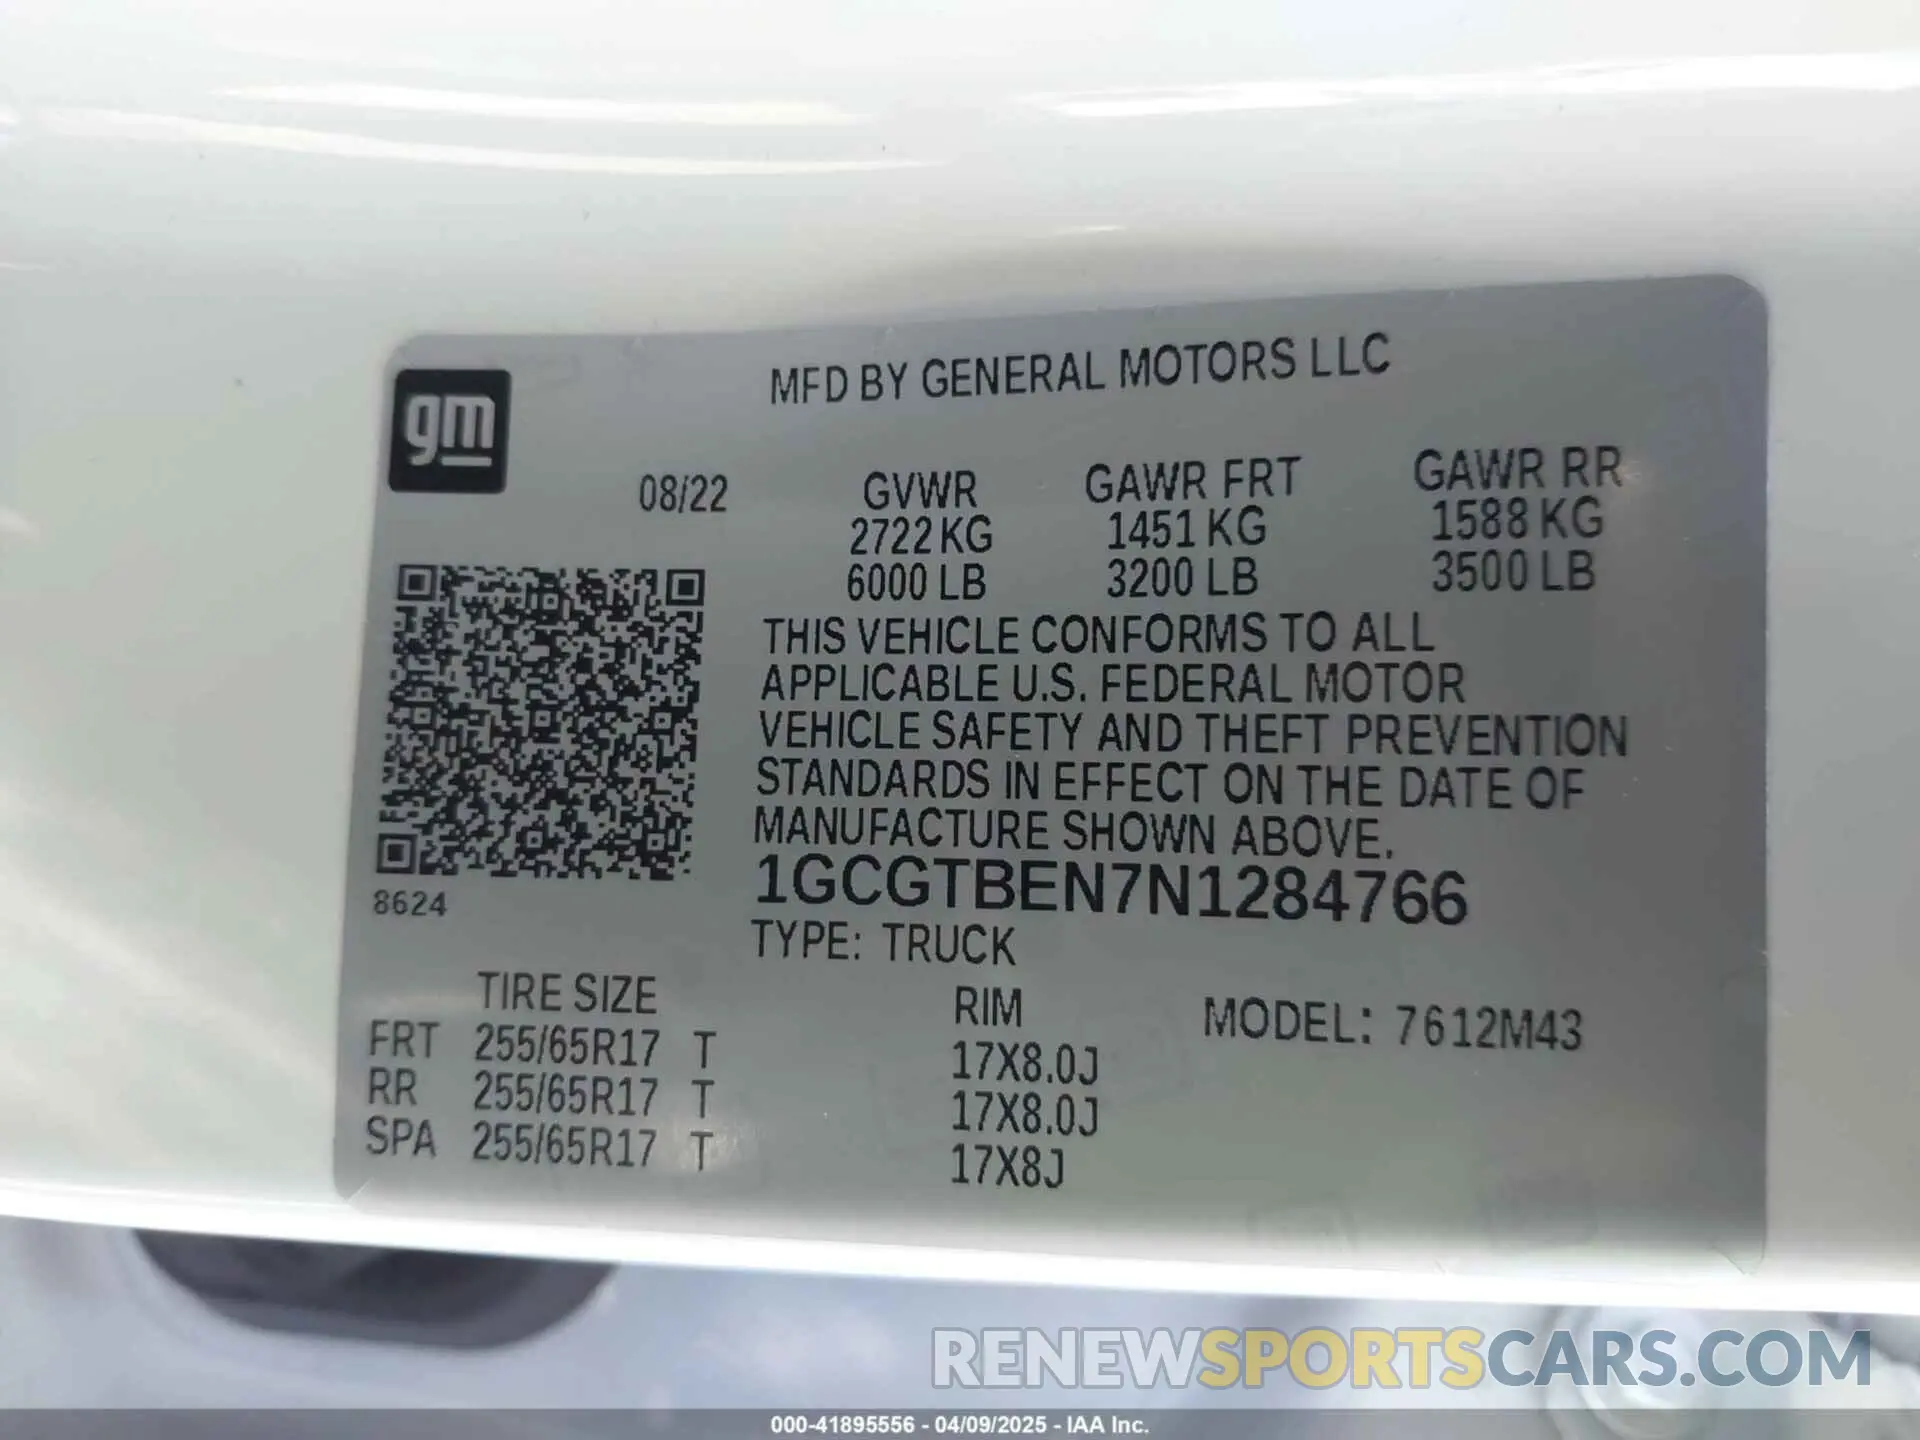 MFD BY GENERAL MOTORS LLC
gm
08/22 GVWR GAWR FRT GAWR RR
2722 KG 1451 KG 1588 KG
6000 LB 3200 LB 3500 LB
THIS VEHICLE CONFORMS TO ALL
APPLICABLE U.S. FEDERAL MOTOR
VEHICLE SAFETY AND THEFT PREVENTION
STANDARDS IN EFFECT ON THE DATE OF
MANUFACTURE SHOWN ABOVE.
1GCGTBEN7N1284766
8624
TYPE: TRUCK
TIRE SIZE RIM MODEL: 7612M43
FRT 255/65R17 T 17X8.0J
RR 255/65R17 T 17X8.0J
SPA 255/65R17 T 17X8J
RENEWSPORTSCARS.COM
000-41895556 - 04/09/2025 - IAA Inc.